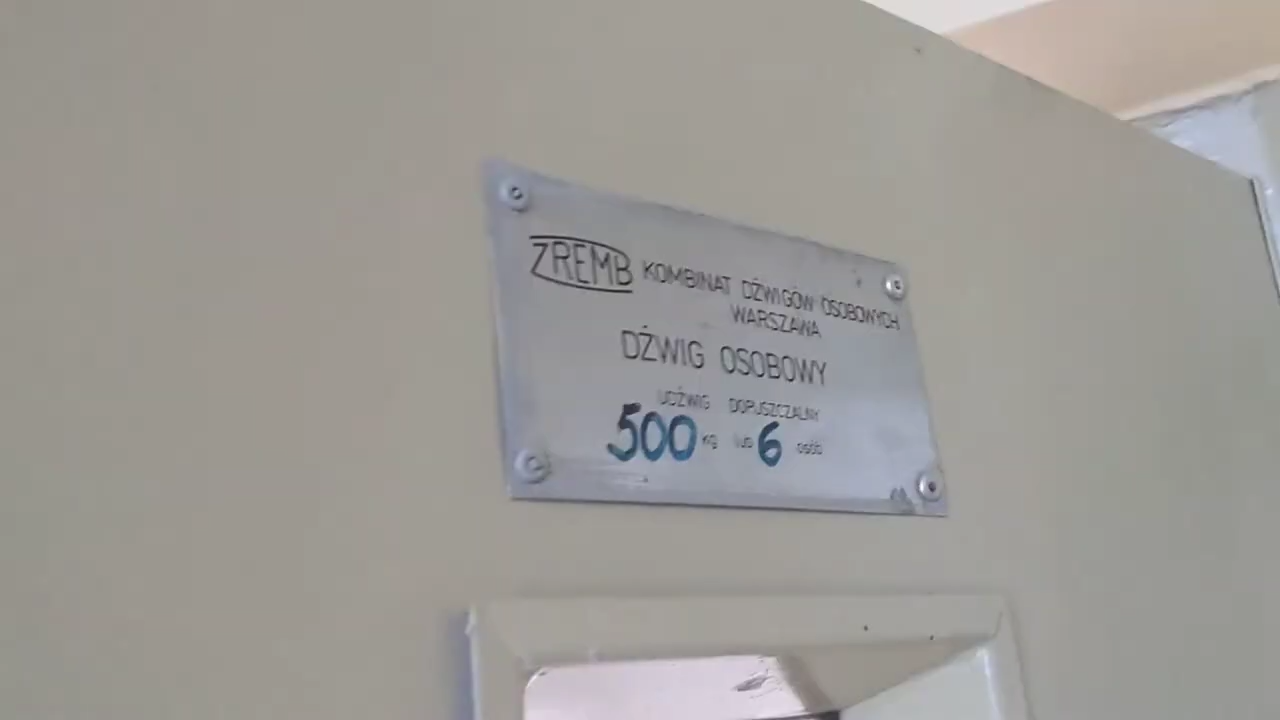 ZREMB KOMBINAT DŹWIGÓW OSOBOWYCH
WARSZAWA
DŹWIG OSOBOWY
UDŹWIG DOPUSZCZALNY
500 kg lub 6 osób